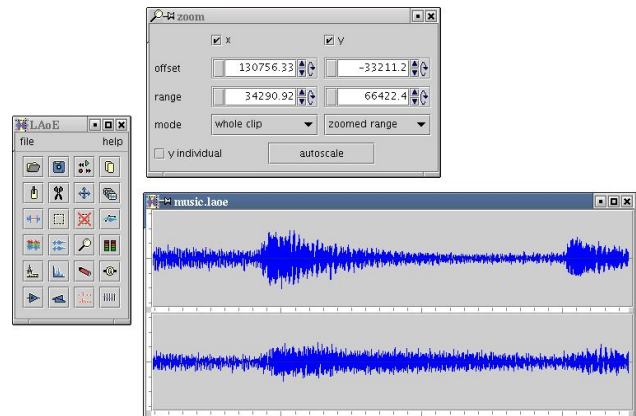 zoom
x y
offset 130756.33 -33211.2
range 34290.92 66422.4
mode whole clip zoomed range
y individual autoscale
LAoE
file help
music.laoe